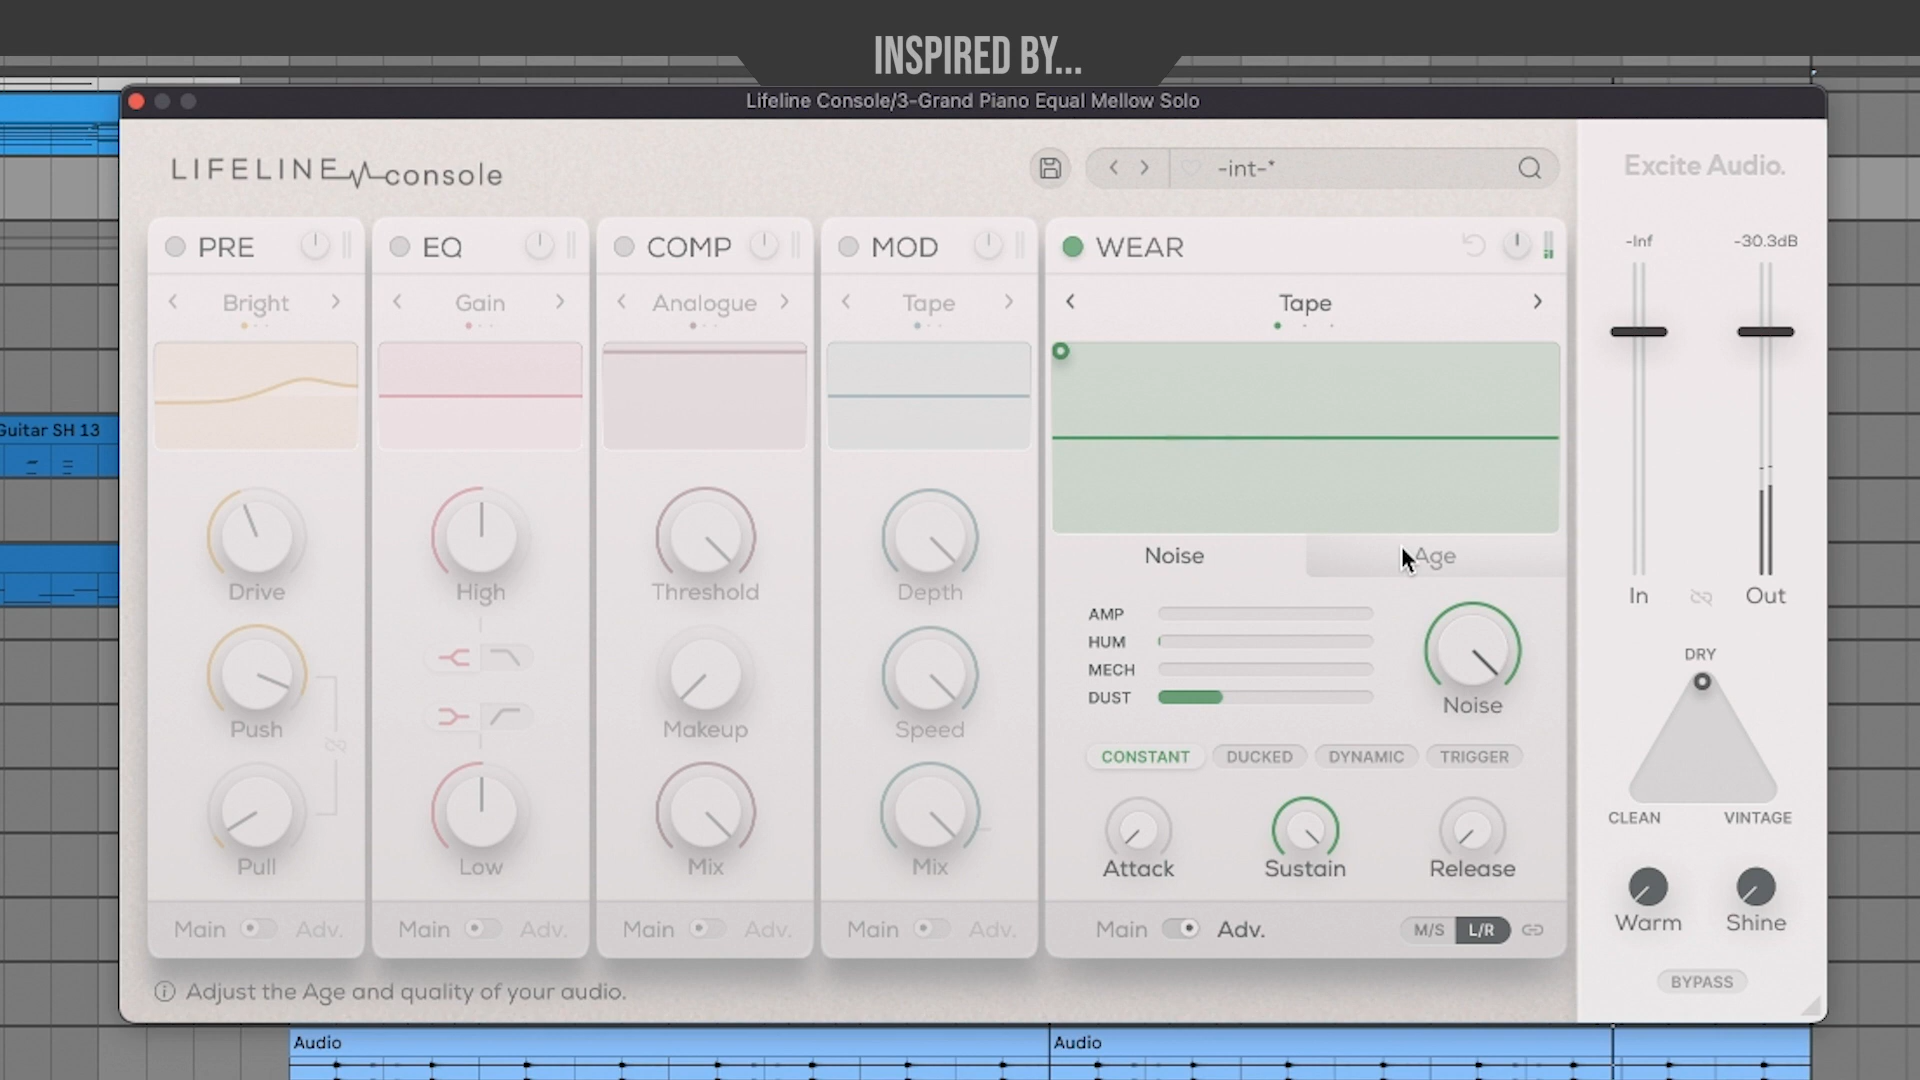 INSPIRED BY...
Lifeline Console/3-Grand Piano Equal Mellow Solo
LIFELINE console
-int-*
Excite Audio.
PRE
EQ
COMP
MOD
WEAR
-Inf
-30.3dB
Bright
Gain
Analogue
Tape
Tape
Guitar SH 13
Noise
Age
Drive
High
Threshold
Depth
AMP
HUM
MECH
DUST
Noise
In
Out
DRY
Push
Makeup
Speed
CONSTANT
DUCKED
DYNAMIC
TRIGGER
CLEAN
VINTAGE
Pull
Low
Mix
Mix
Attack
Sustain
Release
Warm
Shine
Main
Adv.
Main
Adv.
Main
Adv.
Main
Adv.
Main
Adv.
M/S
L/R
BYPASS
Adjust the Age and quality of your audio.
Audio
Audio